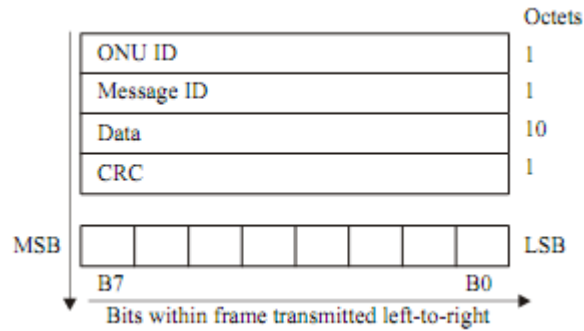 Octets
ONU ID 1
Message ID 1
Data 10
CRC 1
MSB LSB
B7 B0
Bits within frame transmitted left-to-right